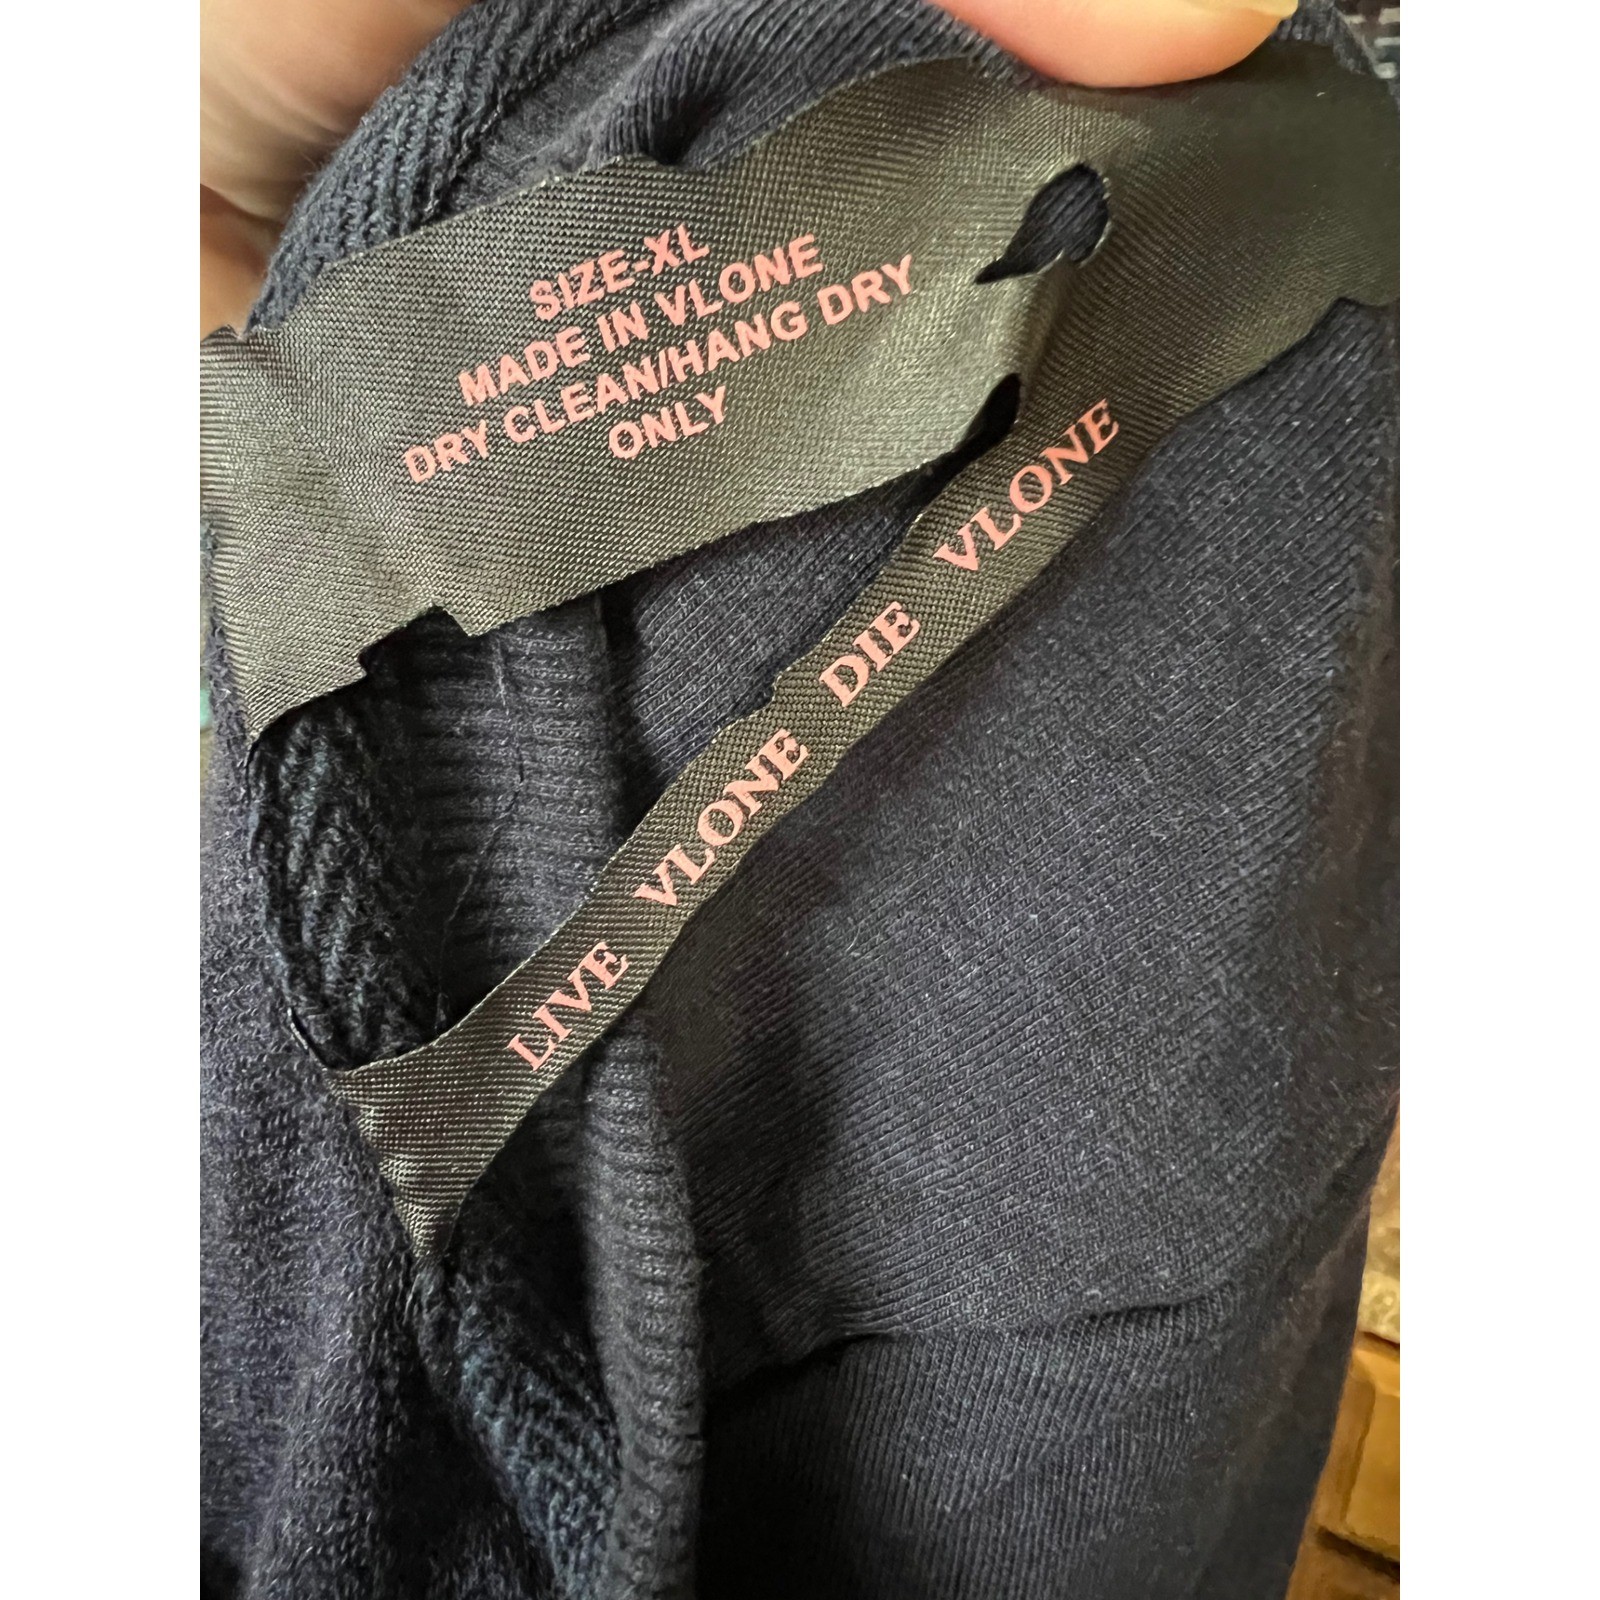 SIZE-XL
MADE IN VLONE
DRY CLEAN/HANG DRY
ONLY
LIVE VLONE DIE VLONE